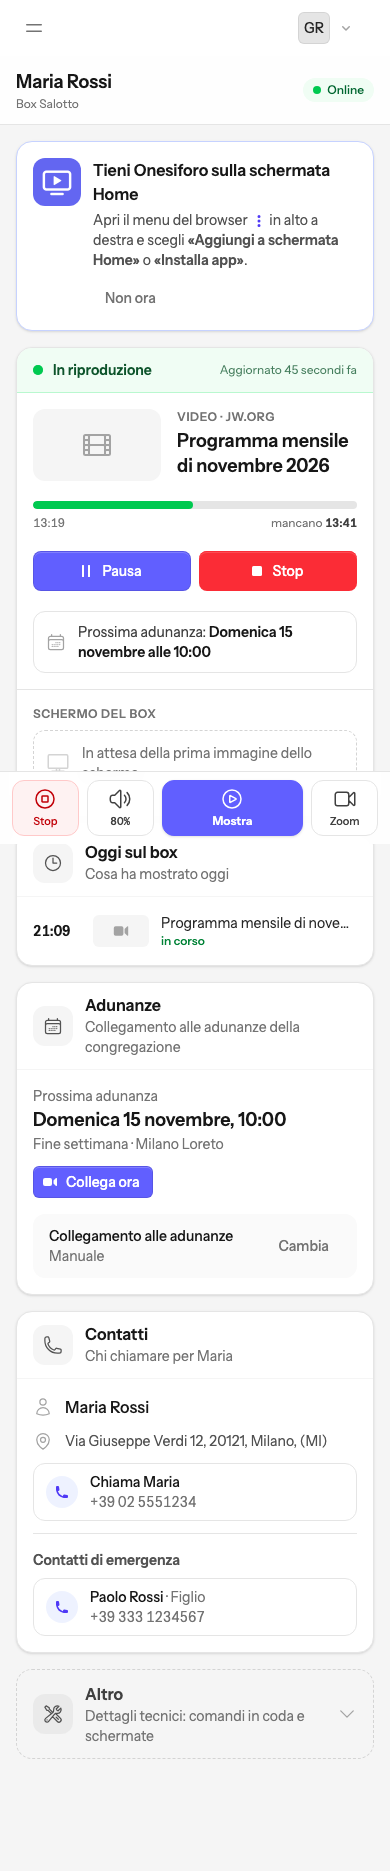 GR
Maria Rossi
Box Salotto
Online
Tieni Onesiforo sulla schermata
Home
Apri il menu del browser in alto a
destra e scegli «Aggiungi a schermata
Home» o «Installa app».
Non ora
In riproduzione
Aggiornato 45 secondi fa
VIDEO · JW.ORG
Programma mensile
di novembre 2026
13:19
mancano 13:41
Pausa
Stop
Prossima adunanza: Domenica 15
novembre alle 10:00
SCHERMO DEL BOX
In attesa della prima immagine dello
Stop
80%
Mostra
Zoom
Oggi sul box
Cosa ha mostrato oggi
21:09
Programma mensile di nove...
in corso
Adunanze
Collegamento alle adunanze della
congregazione
Prossima adunanza
Domenica 15 novembre, 10:00
Fine settimana · Milano Loreto
Collega ora
Collegamento alle adunanze
Manuale
Cambia
Contatti
Chi chiamare per Maria
Maria Rossi
Via Giuseppe Verdi 12, 20121, Milano, (MI)
Chiama Maria
+39 02 5551234
Contatti di emergenza
Paolo Rossi · Figlio
+39 333 1234567
Altro
Dettagli tecnici: comandi in coda e
schermate